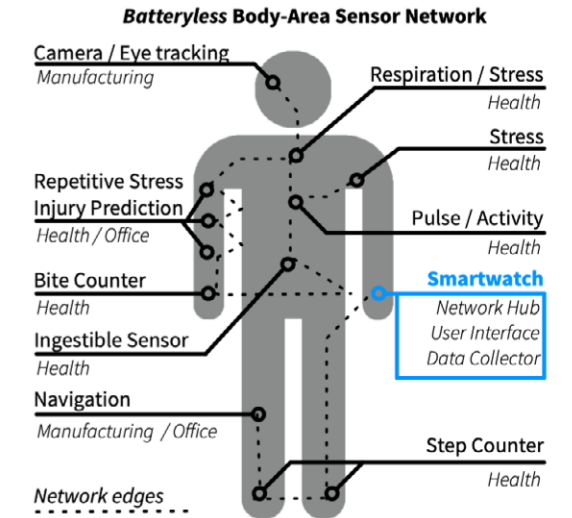 Batteryless Body-Area Sensor Network
Camera / Eye tracking
Manufacturing
Respiration / Stress
Health
Stress
Health
Repetitive Stress
Injury Prediction
Health / Office
Pulse / Activity
Health
Bite Counter
Health
Smartwatch
Network Hub
User Interface
Data Collector
Ingestible Sensor
Health
Navigation
Manufacturing / Office
Step Counter
Health
Network edges